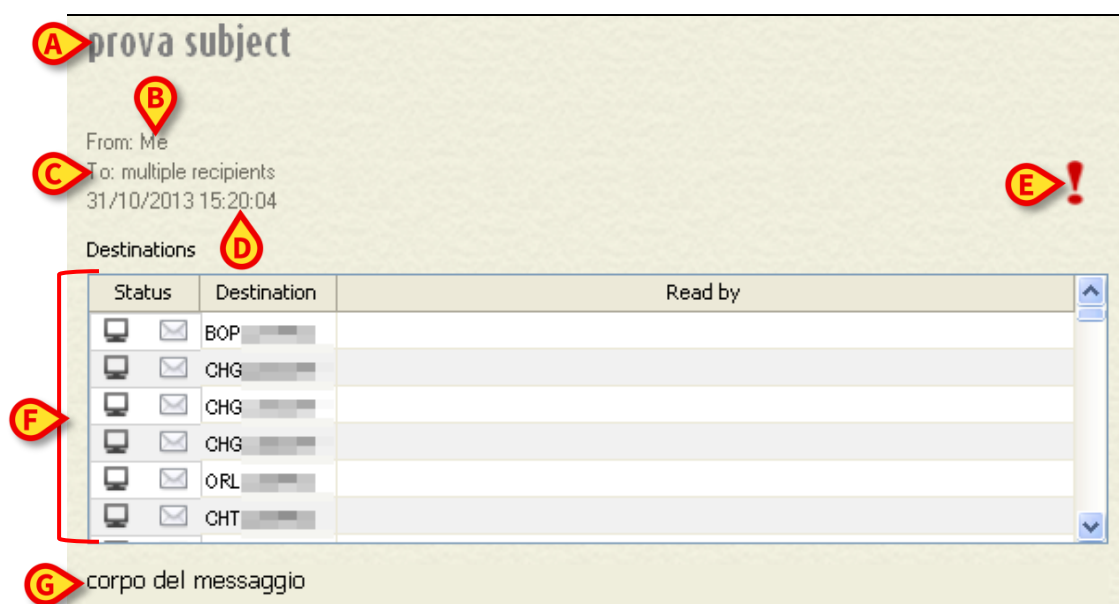 A prova subject
B
From: Me
C To: multiple recipients
E
31/10/2013 15:20:04
Destinations D
Status Destination Read by
BOP
CHG
CHG
F CHG
ORL
CHT
G corpo del messaggio